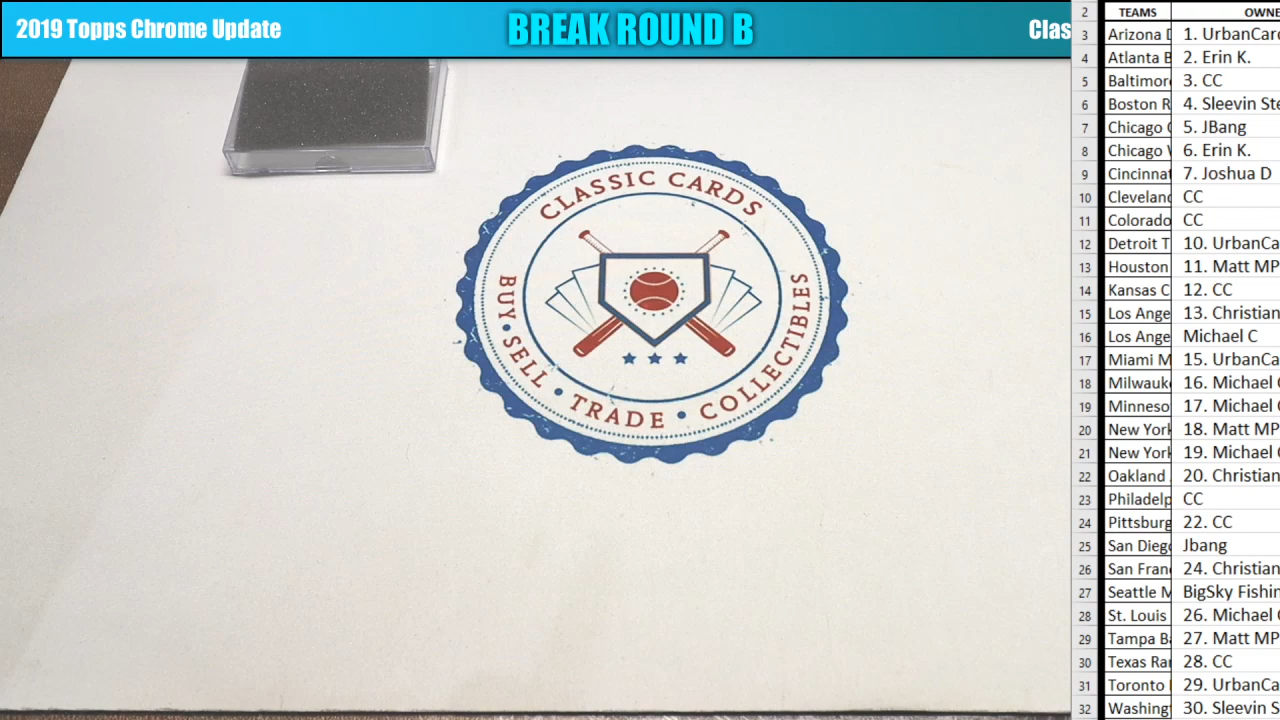 2019 Topps Chrome Update
BREAK ROUND B
Clas
CLASSIC CARDS
BUY • SELL • TRADE • COLLECTIBLES
2 TEAMS OWNE
3 Arizona D 1. UrbanCard
4 Atlanta B 2. Erin K.
5 Baltimore 3. CC
6 Boston R 4. Sleevin Ste
7 Chicago C 5. JBang
8 Chicago W 6. Erin K.
9 Cincinnat 7. Joshua D
10 Cleveland CC
11 Colorado CC
12 Detroit T 10. UrbanCa
13 Houston 11. Matt MP
14 Kansas C 12. CC
15 Los Ange 13. Christian
16 Los Ange Michael C
17 Miami M 15. UrbanCa
18 Milwauke 16. Michael C
19 Minneso 17. Michael C
20 New York 18. Matt MP
21 New York 19. Michael C
22 Oakland 20. Christian
23 Philadelp CC
24 Pittsburg 22. CC
25 San Diego Jbang
26 San Fran 24. Christian
27 Seattle M BigSky Fishin
28 St. Louis 26. Michael C
29 Tampa Ba 27. Matt MP
30 Texas Ran 28. CC
31 Toronto 29. UrbanCa
32 Washing 30. Sleevin S